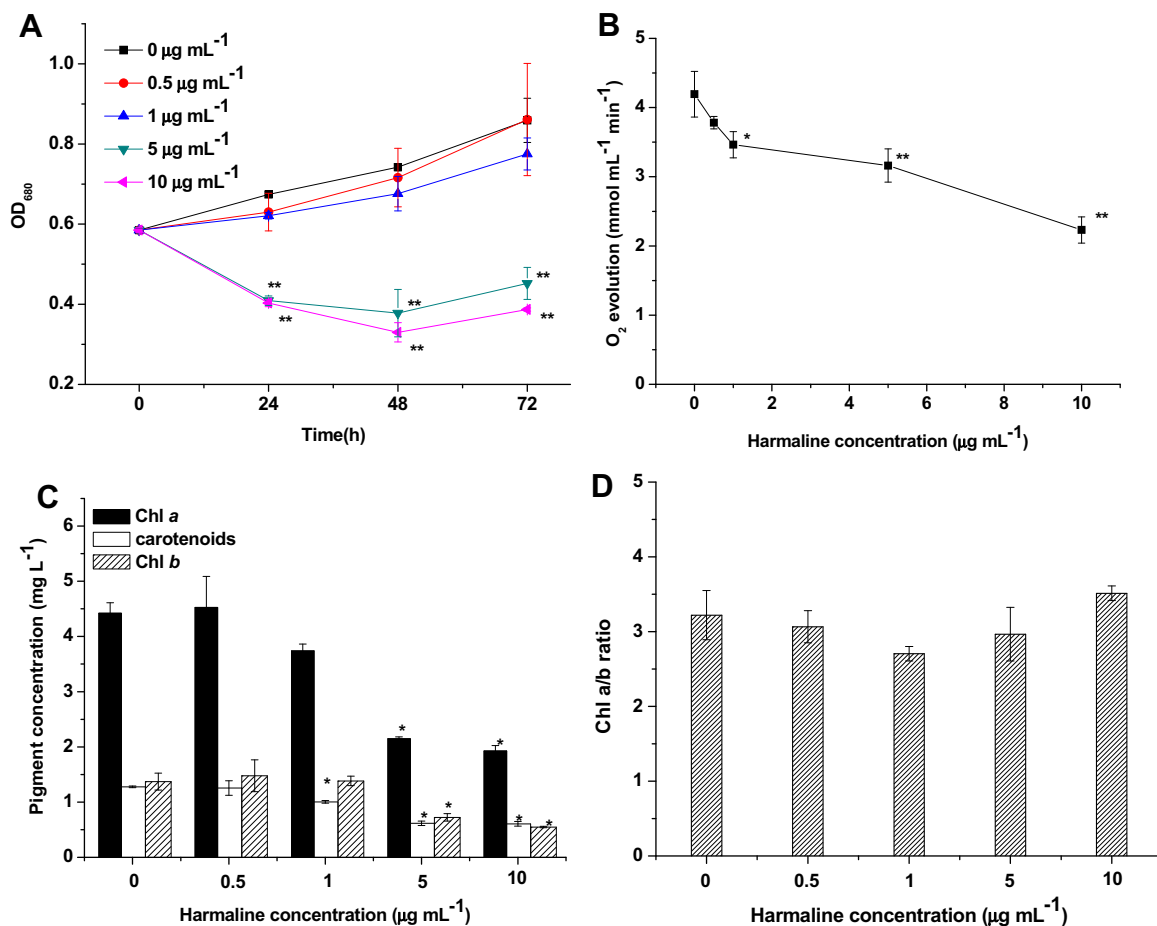 A
0 μg mL⁻¹
0.5 μg mL⁻¹
1 μg mL⁻¹
5 μg mL⁻¹
10 μg mL⁻¹
OD₆₈₀
1.0
0.8
0.6
0.4
0.2
**
**
**
**
**
**
0 24 48 72
Time(h)
B
O₂ evolution (mmol mL⁻¹ min⁻¹)
5
4
3
2
1
0
*
**
**
0 2 4 6 8 10
Harmaline concentration (μg mL⁻¹)
C
Chl a
carotenoids
Chl b
Pigment concentration (mg L⁻¹)
6
5
4
3
2
1
0
*
*
*
*
*
*
*
0 0.5 1 5 10
Harmaline concentration (μg mL⁻¹)
D
Chl a/b ratio
5
4
3
2
1
0
0 0.5 1 5 10
Harmaline concentration (μg mL⁻¹)